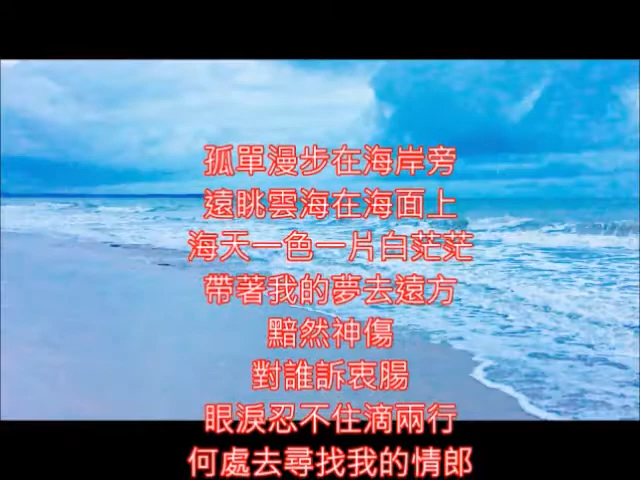 孤單漫步在海岸旁
遠眺雲海在海面上
海天一色一片白茫茫
帶著我的夢去遠方
黯然神傷
對誰訴衷腸
眼淚忍不住滴兩行
何處去尋找我的情郎